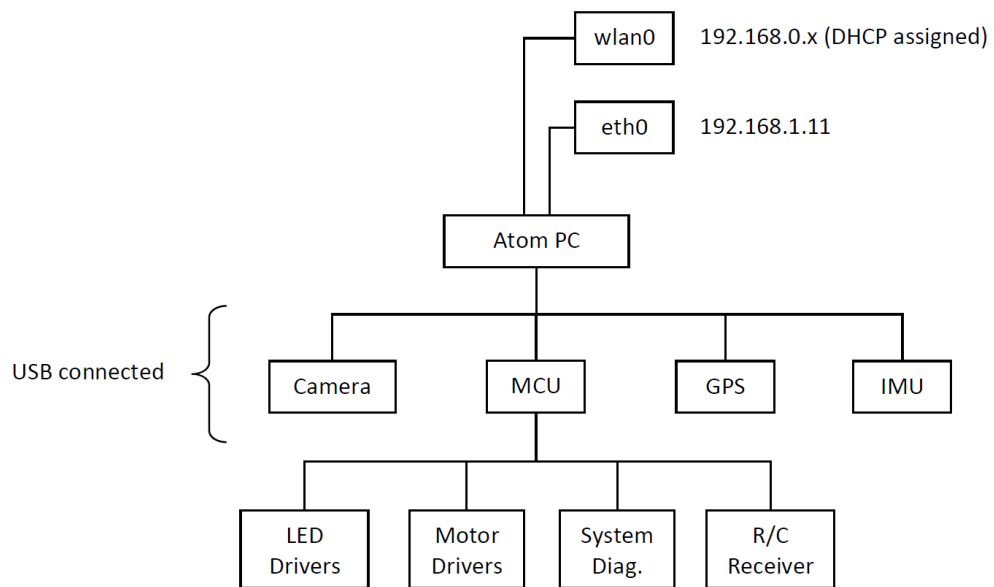 wlan0 192.168.0.x (DHCP assigned)
eth0 192.168.1.11
Atom PC
USB connected
Camera MCU GPS IMU
LED Motor System R/C
Drivers Drivers Diag. Receiver